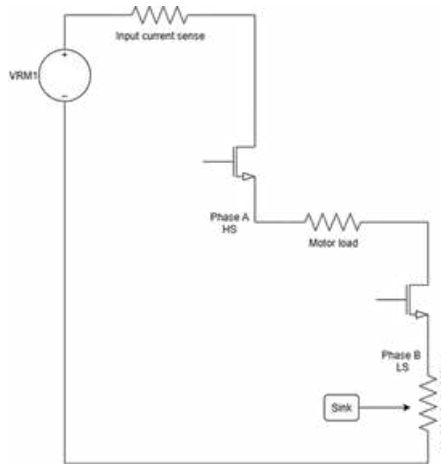 Input current sense
+
VRM1
-
Phase A
HS
Motor load
Phase B
LS
Sink